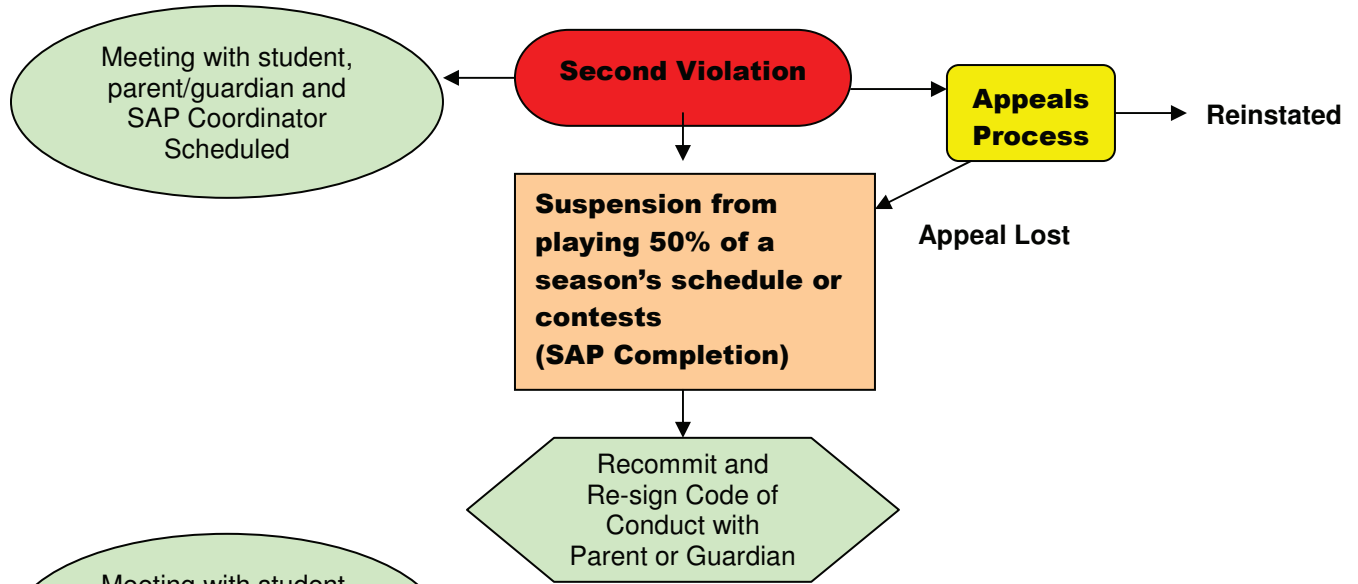 Meeting with student,
parent/guardian and
SAP Coordinator
Scheduled
Second Violation
Appeals
Process
Reinstated
Suspension from
playing 50% of a
season’s schedule or
contests
(SAP Completion)
Appeal Lost
Recommit and
Re-sign Code of
Conduct with
Parent or Guardian
Meeting with student